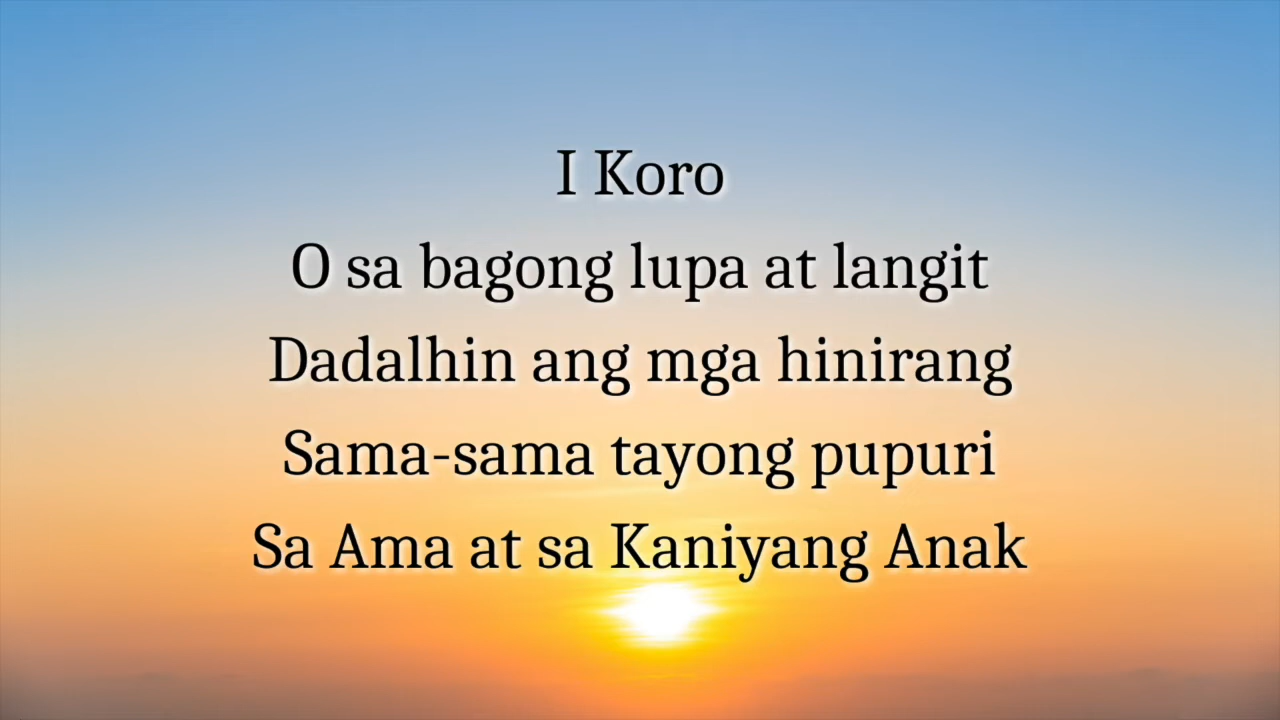 I Koro
O sa bagong lupa at langit
Dadalhin ang mga hinirang
Sama-sama tayong pupuri
Sa Ama at sa Kaniyang Anak